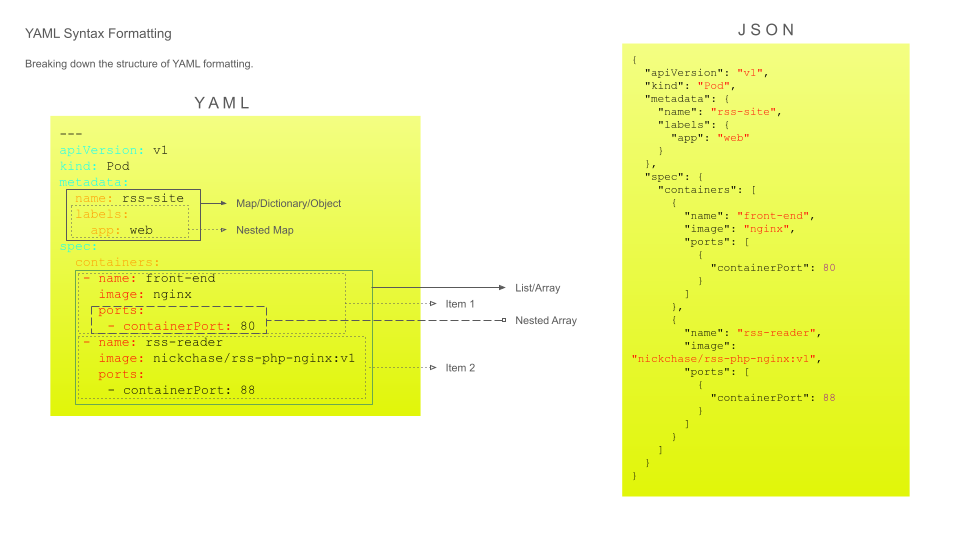 YAML Syntax Formatting
Breaking down the structure of YAML formatting.
YAML
---
apiVersion: v1
kind: Pod
metadata:
  name: rss-site
  labels:
    app: web
spec:
  containers:
   - name: front-end
     image: nginx
     ports:
      - containerPort: 80
   - name: rss-reader
     image: nickchase/rss-php-nginx:v1
     ports:
      - containerPort: 88
Map/Dictionary/Object
Nested Map
List/Array
Item 1
Nested Array
Item 2
JSON
{
  "apiVersion": "v1",
  "kind": "Pod",
  "metadata": {
    "name": "rss-site",
    "labels": {
      "app": "web"
    }
  },
  "spec": {
    "containers": [
      {
        "name": "front-end",
        "image": "nginx",
        "ports": [
          {
            "containerPort": 80
          }
        ]
      },
      {
        "name": "rss-reader",
        "image":
"nickchase/rss-php-nginx:v1",
        "ports": [
          {
            "containerPort": 88
          }
        ]
      }
    ]
  }
}